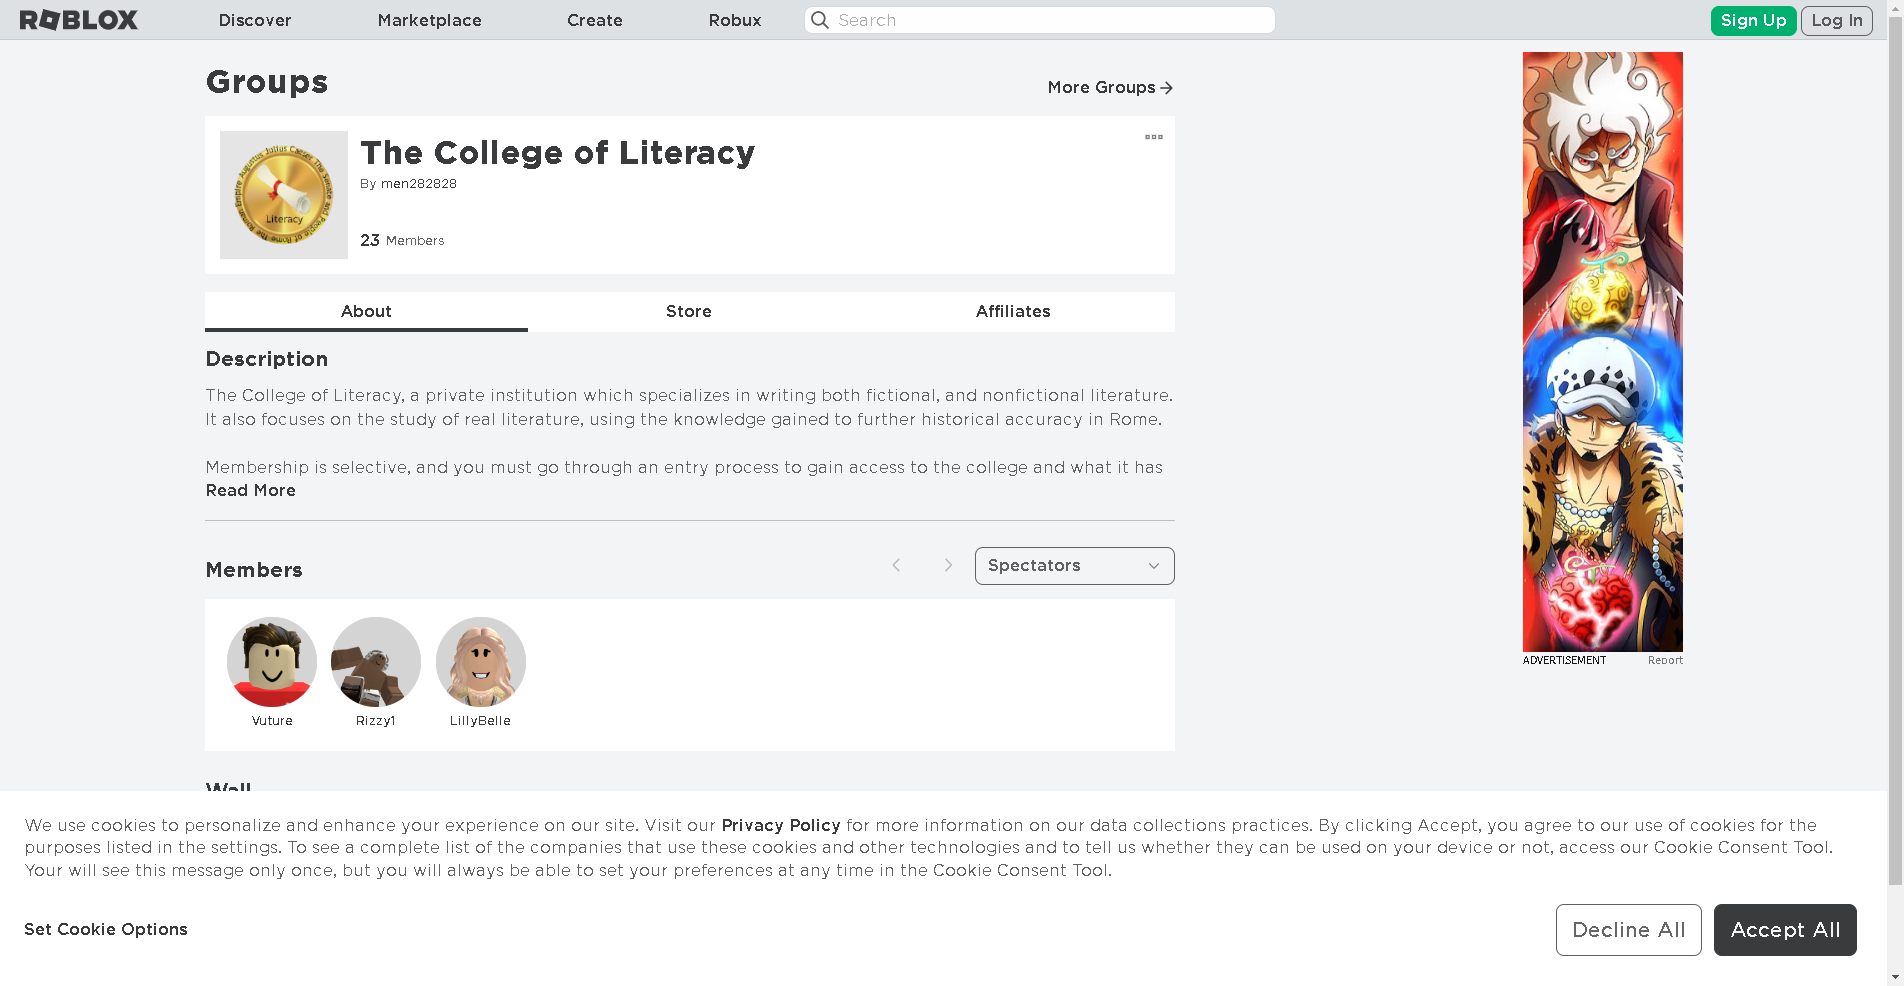 ROBLOX
Discover
Marketplace
Create
Robux
Search
Sign Up
Log In
Groups
More Groups
The College of Literacy
By men282828
23 Members
Literacy
About
Store
Affiliates
Description
The College of Literacy, a private institution which specializes in writing both fictional, and nonfictional literature.
It also focuses on the study of real literature, using the knowledge gained to further historical accuracy in Rome.
Membership is selective, and you must go through an entry process to gain access to the college and what it has
Read More
Members
Spectators
Vuture
Rizzy1
LillyBelle
ADVERTISEMENT
Report
Wall
We use cookies to personalize and enhance your experience on our site. Visit our Privacy Policy for more information on our data collections practices. By clicking Accept, you agree to our use of cookies for the
purposes listed in the settings. To see a complete list of the companies that use these cookies and other technologies and to tell us whether they can be used on your device or not, access our Cookie Consent Tool.
Your will see this message only once, but you will always be able to set your preferences at any time in the Cookie Consent Tool.
Set Cookie Options
Decline All
Accept All